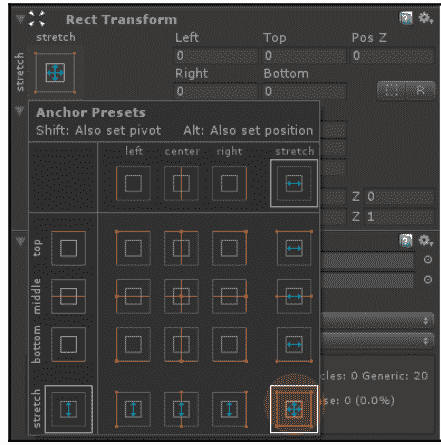 Rect Transform
stretch
Left Top Pos Z
stretch
0 0 0
Right Bottom
0 0
R
Anchor Presets
Shift: Also set pivot Alt: Also set position
left center right stretch
Z 0
Z 1
top
middle
bottom
cles: 0 Generic: 20
stretch
se: 0 (0.0%)